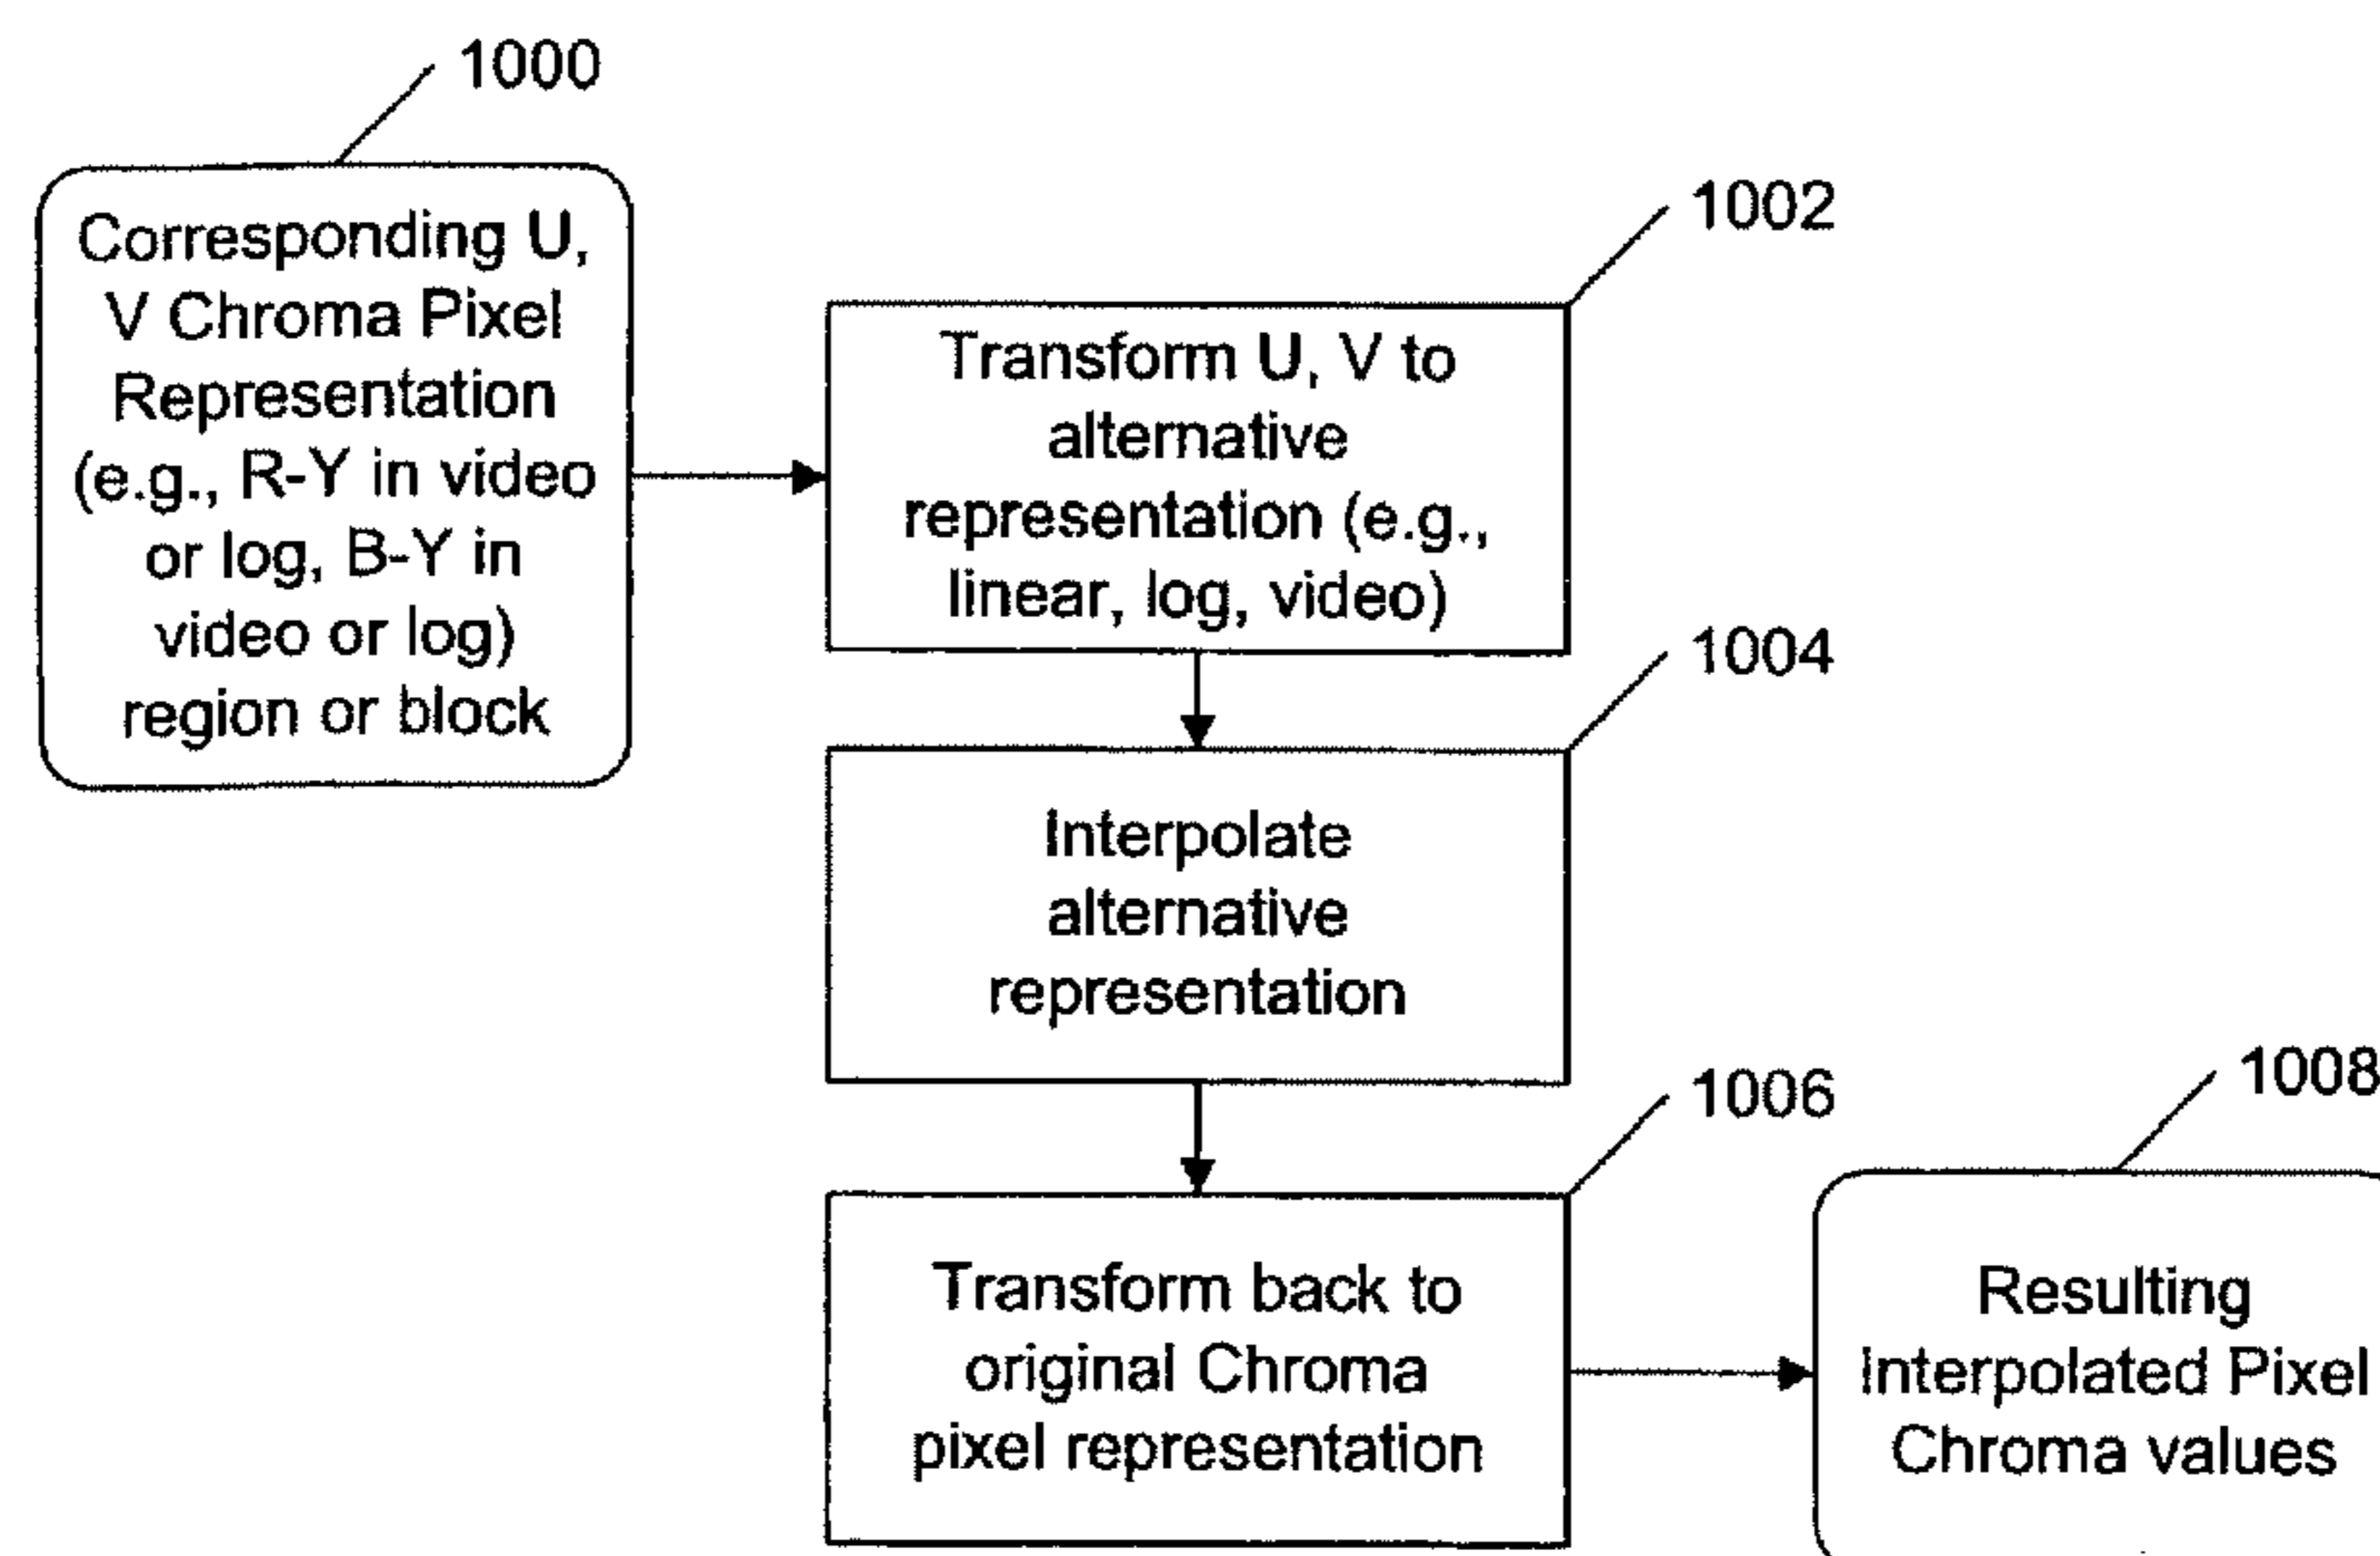 1000
Corresponding U,
V Chroma Pixel
Representation
(e.g., R-Y in video
or log, B-Y in
video or log)
region or block
1002
Transform U, V to
alternative
representation (e.g.,
linear, log, video)
1004
Interpolate
alternative
representation
1006
Transform back to
original Chroma
pixel representation
1008
Resulting
Interpolated Pixel
Chroma values